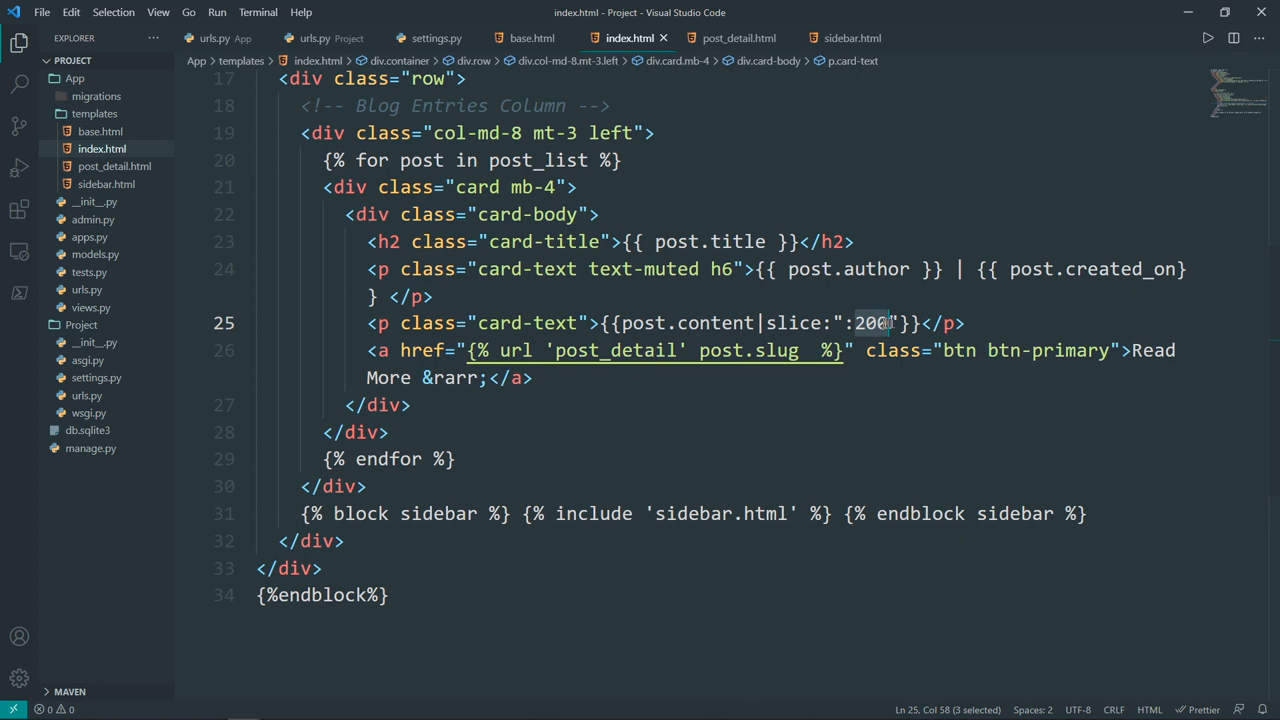 File Edit Selection View Go Run Terminal Help
index.html - Project - Visual Studio Code
EXPLORER
PROJECT
App
migrations
templates
base.html
index.html
post_detail.html
sidebar.html
__init__.py
admin.py
apps.py
models.py
tests.py
urls.py
views.py
Project
__init__.py
asgi.py
settings.py
urls.py
wsgi.py
db.sqlite3
manage.py
MAVEN
urls.py App
urls.py Project
settings.py
base.html
index.html
post_detail.html
sidebar.html
App > templates > index.html > div.container > div.row > div.col-md-8.mt-3.left > div.card.mb-4 > div.card-body > p.card-text
17 <div class="row">
18 <!-- Blog Entries Column -->
19 <div class="col-md-8 mt-3 left">
20 {% for post in post_list %}
21 <div class="card mb-4">
22 <div class="card-body">
23 <h2 class="card-title">{{ post.title }}</h2>
24 <p class="card-text text-muted h6">{{ post.author }} | {{ post.created_on}
} </p>
25 <p class="card-text">{{post.content|slice:":200"}}</p>
26 <a href="{% url 'post_detail' post.slug  %}" class="btn btn-primary">Read
More &rarr;</a>
27 </div>
28 </div>
29 {% endfor %}
30 </div>
31 {% block sidebar %} {% include 'sidebar.html' %} {% endblock sidebar %}
32 </div>
33 </div>
34 {%endblock%}
0 0
Ln 25, Col 58 (3 selected) Spaces: 2 UTF-8 CRLF HTML Prettier